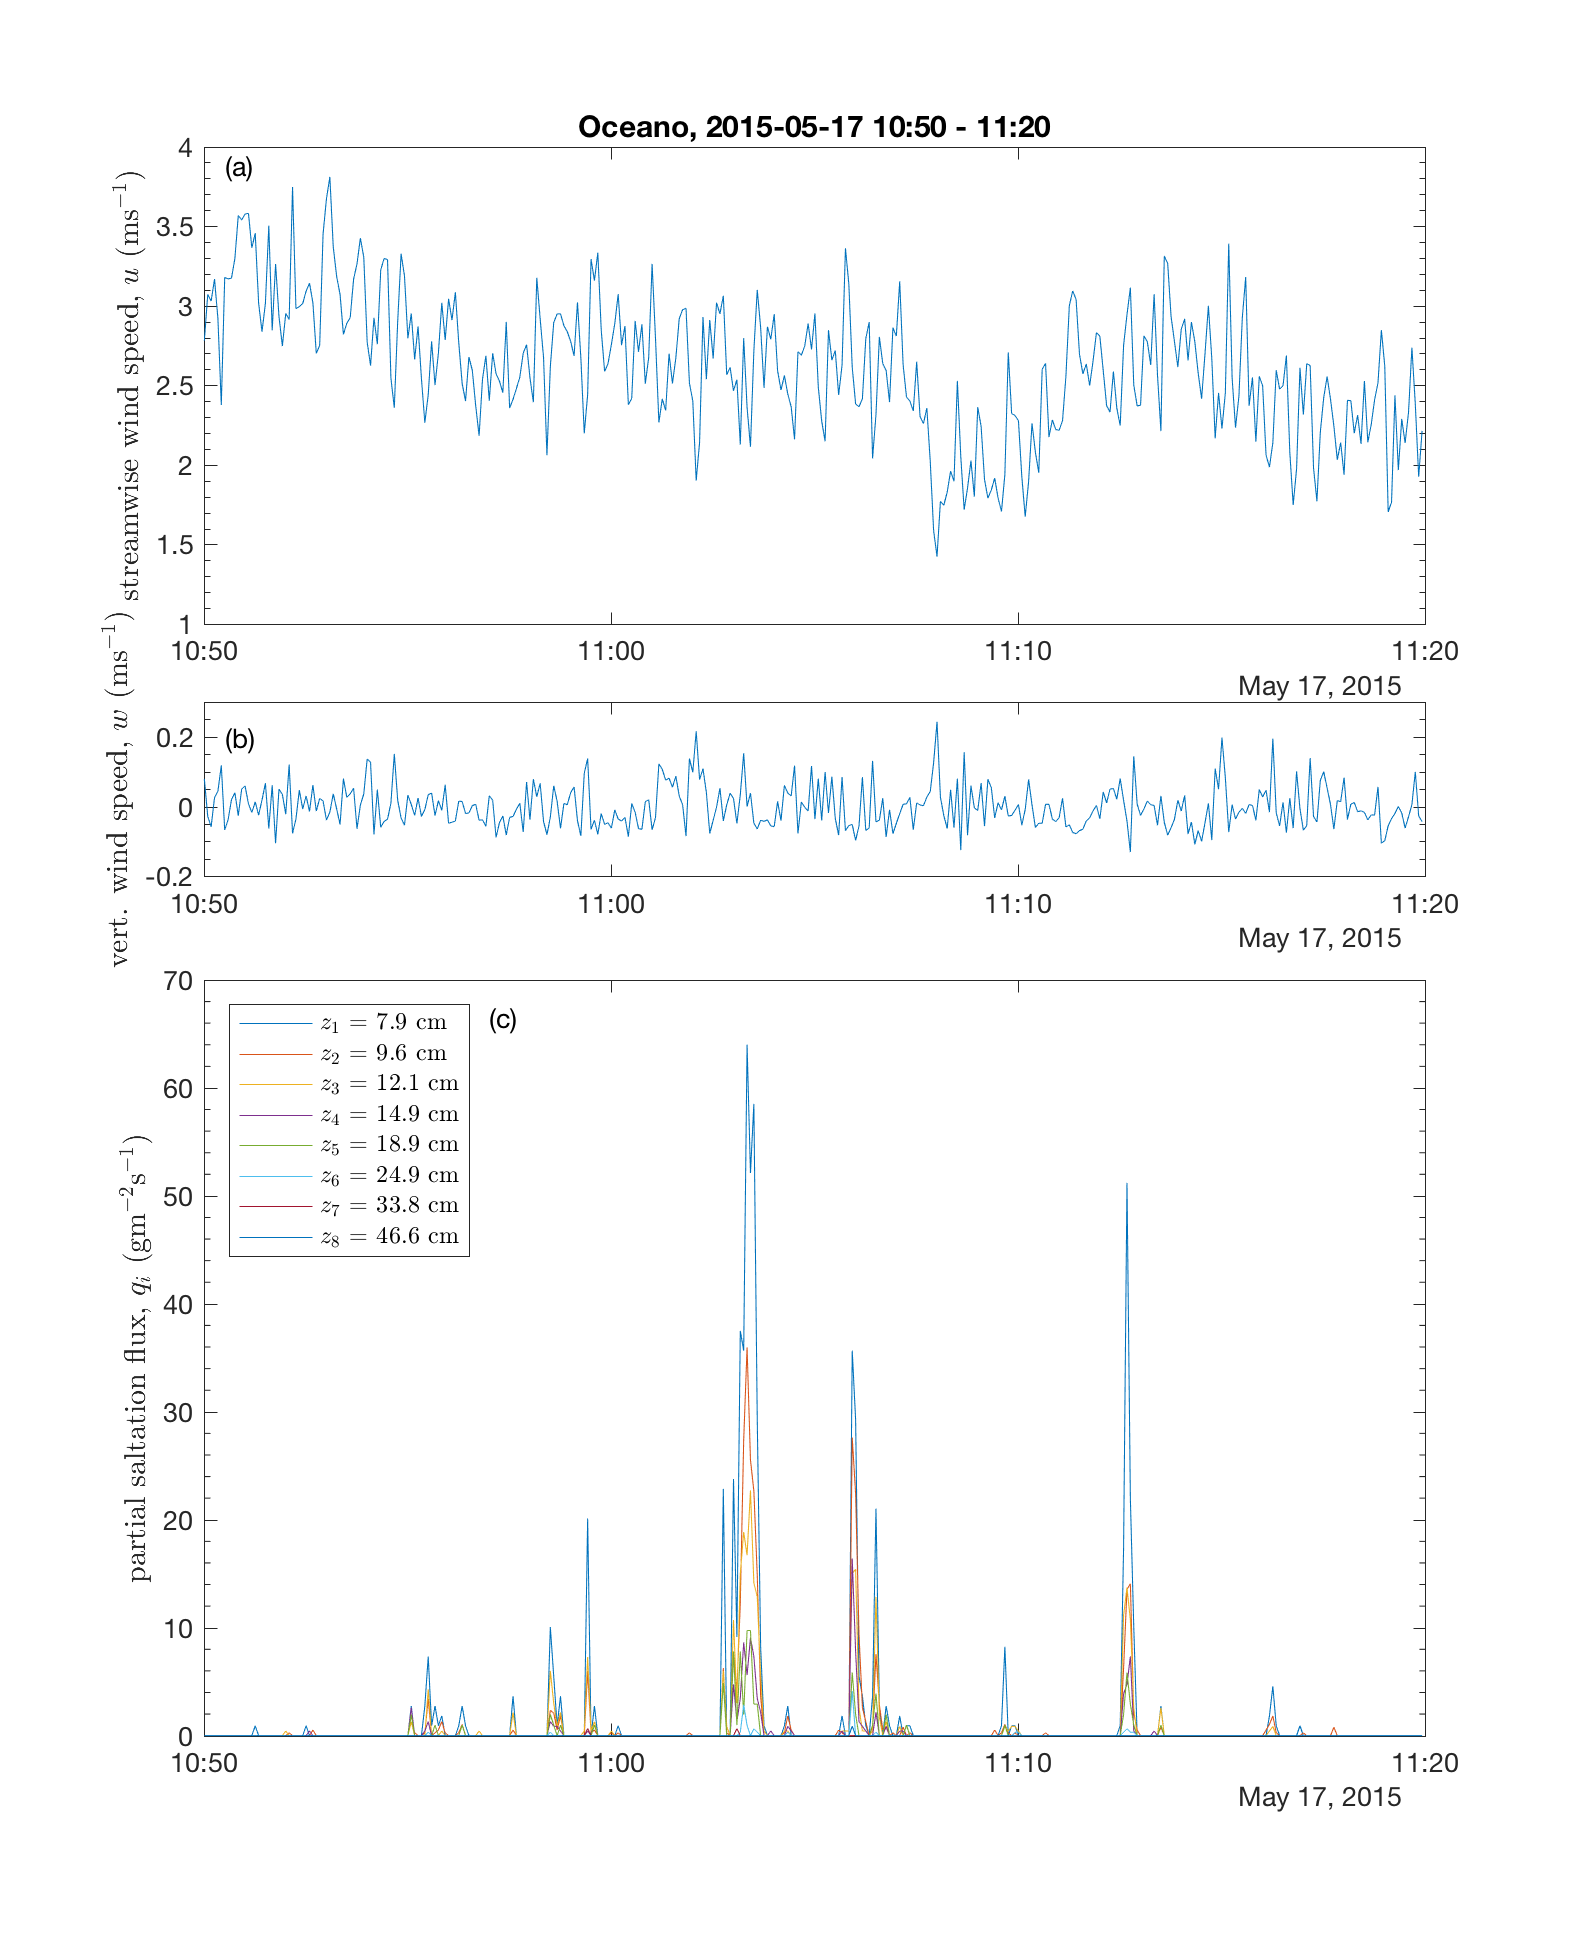 Oceano, 2015-05-17 10:50 - 11:20
(a)
streamwise wind speed, u (ms⁻¹)
4
3.5
3
2.5
2
1.5
1
10:50 11:00 11:10 11:20
May 17, 2015
(b)
vert. wind speed, w (ms⁻¹)
0.2
0
-0.2
10:50 11:00 11:10 11:20
May 17, 2015
(c)
partial saltation flux, qᵢ (gm⁻²s⁻¹)
70
60
50
40
30
20
10
0
z₁ = 7.9 cm
z₂ = 9.6 cm
z₃ = 12.1 cm
z₄ = 14.9 cm
z₅ = 18.9 cm
z₆ = 24.9 cm
z₇ = 33.8 cm
z₈ = 46.6 cm
10:50 11:00 11:10 11:20
May 17, 2015